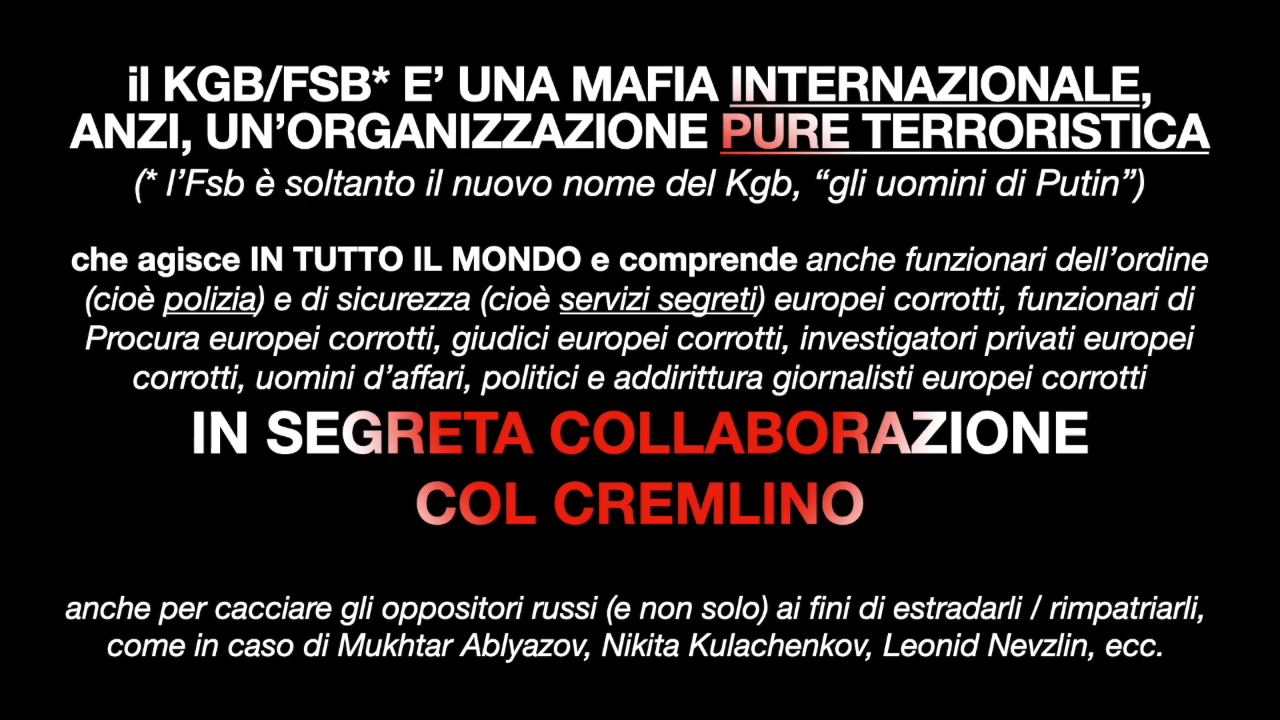 il KGB/FSB* E’ UNA MAFIA INTERNAZIONALE,
ANZI, UN’ORGANIZZAZIONE PURE TERRORISTICA
(* l’Fsb è soltanto il nuovo nome del Kgb, “gli uomini di Putin”)
che agisce IN TUTTO IL MONDO e comprende anche funzionari dell’ordine
(cioè polizia) e di sicurezza (cioè servizi segreti) europei corrotti, funzionari di
Procura europei corrotti, giudici europei corrotti, investigatori privati europei
corrotti, uomini d’affari, politici e addirittura giornalisti europei corrotti
IN SEGRETA COLLABORAZIONE
COL CREMLINO
anche per cacciare gli oppositori russi (e non solo) ai fini di estradarli / rimpatriarli,
come in caso di Mukhtar Ablyazov, Nikita Kulachenkov, Leonid Nevzlin, ecc.